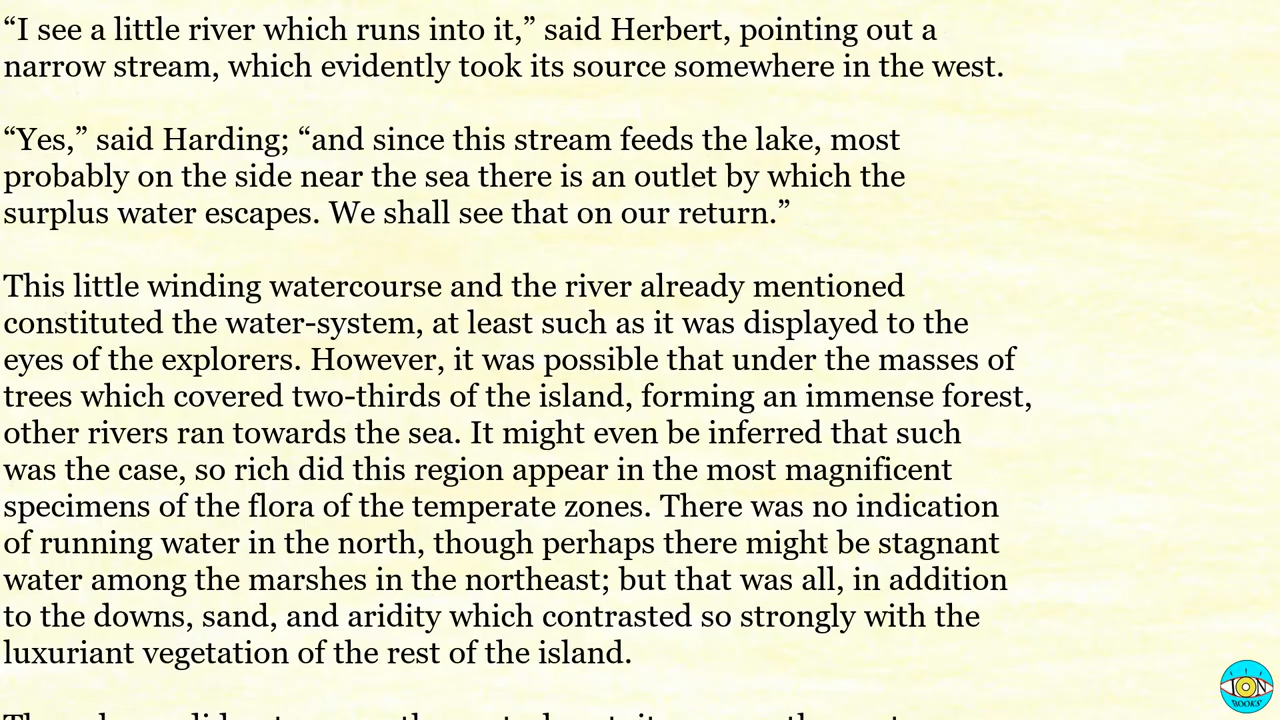 “I see a little river which runs into it,” said Herbert, pointing out a
narrow stream, which evidently took its source somewhere in the west.
“Yes,” said Harding; “and since this stream feeds the lake, most
probably on the side near the sea there is an outlet by which the
surplus water escapes. We shall see that on our return.”
This little winding watercourse and the river already mentioned
constituted the water-system, at least such as it was displayed to the
eyes of the explorers. However, it was possible that under the masses of
trees which covered two-thirds of the island, forming an immense forest,
other rivers ran towards the sea. It might even be inferred that such
was the case, so rich did this region appear in the most magnificent
specimens of the flora of the temperate zones. There was no indication
of running water in the north, though perhaps there might be stagnant
water among the marshes in the northeast; but that was all, in addition
to the downs, sand, and aridity which contrasted so strongly with the
luxuriant vegetation of the rest of the island.
ION
BOOKS